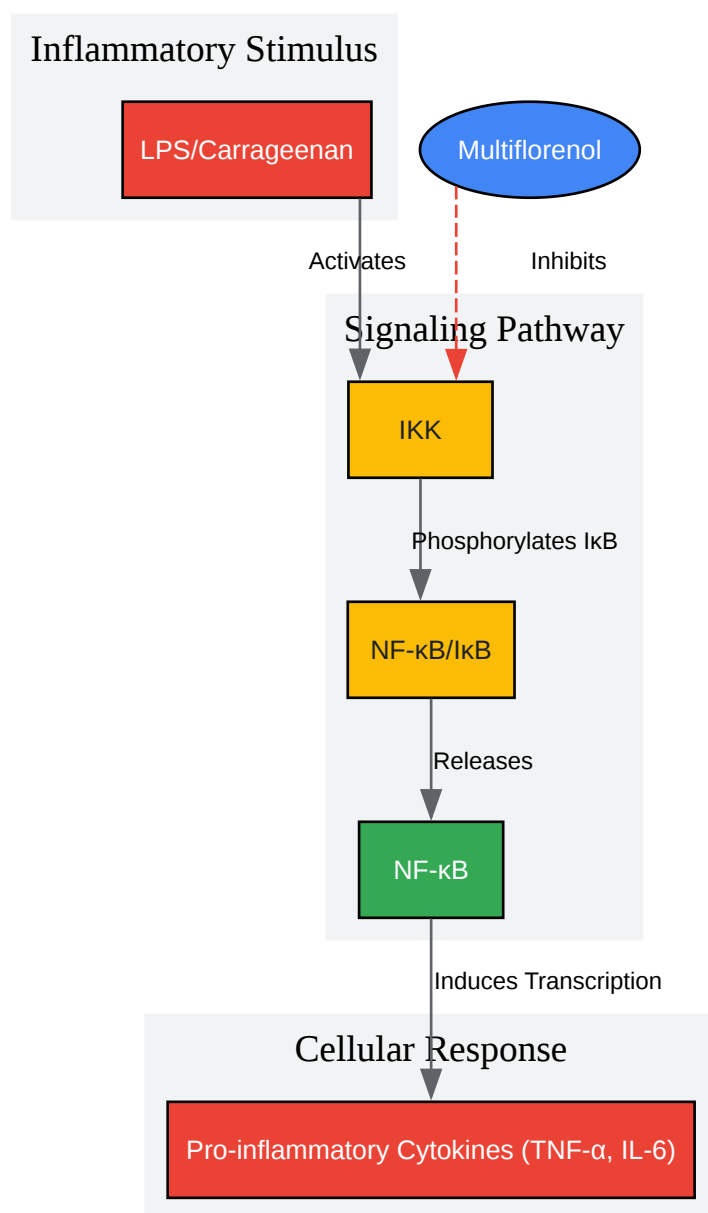 Inflammatory Stimulus
LPS/Carrageenan
Multiflorenol
Activates
Inhibits
Signaling Pathway
IKK
Phosphorylates IκB
NF-κB/IκB
Releases
NF-κB
Induces Transcription
Cellular Response
Pro-inflammatory Cytokines (TNF-α, IL-6)